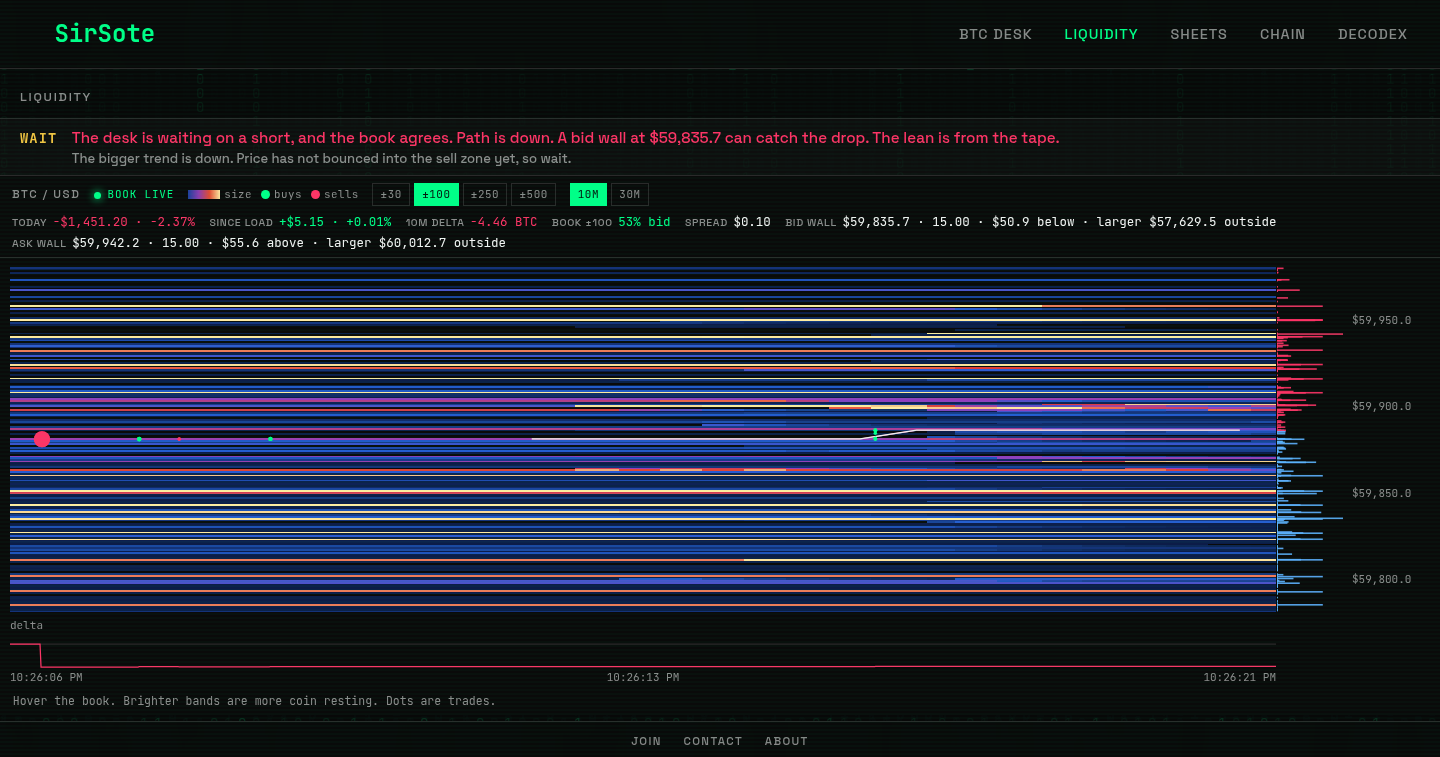 SirSote
BTC DESK LIQUIDITY SHEETS CHAIN DECODEX
LIQUIDITY
WAIT The desk is waiting on a short, and the book agrees. Path is down. A bid wall at $59,835.7 can catch the drop. The lean is from the tape.
The bigger trend is down. Price has not bounced into the sell zone yet, so wait.
BTC / USD BOOK LIVE size buys sells ±30 ±100 ±250 ±500 10M 30M
TODAY -$1,451.20 · -2.37% SINCE LOAD +$5.15 · +0.01% 10M DELTA -4.46 BTC BOOK ±100 53% bid SPREAD $0.10 BID WALL $59,835.7 · 15.00 · $50.9 below · larger $57,629.5 outside
ASK WALL $59,942.2 · 15.00 · $55.6 above · larger $60,012.7 outside
$59,950.0
$59,900.0
$59,850.0
$59,800.0
delta
10:26:06 PM 10:26:13 PM 10:26:21 PM
Hover the book. Brighter bands are more coin resting. Dots are trades.
JOIN CONTACT ABOUT